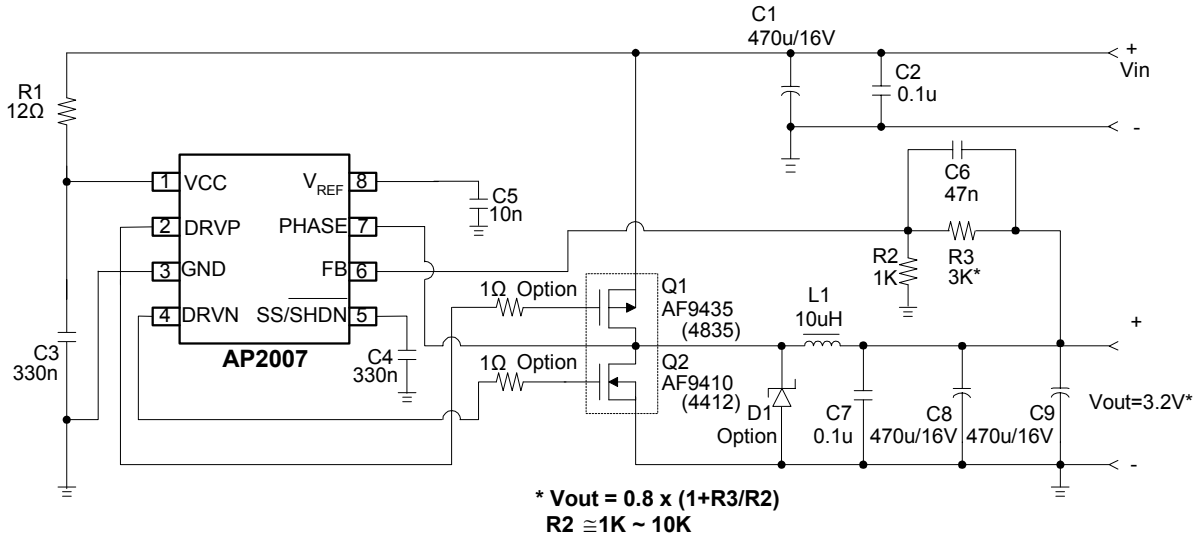 C1
470u/16V
+
Vin
C2
0.1u
-
R1
12Ω
1 VCC
2 DRVP
3 GND
4 DRVN
VREF 8
PHASE 7
FB 6
SS/SHDN 5
AP2007
C5
10n
C3
330n
C4
330n
1Ω Option
1Ω Option
Q1
AF9435
(4835)
Q2
AF9410
(4412)
C6
47n
R2
1K
R3
3K*
L1
10uH
D1
Option
C7
0.1u
C8
470u/16V
C9
470u/16V
+
Vout=3.2V*
-
* Vout = 0.8 x (1+R3/R2)
R2 ≅1K ~ 10K